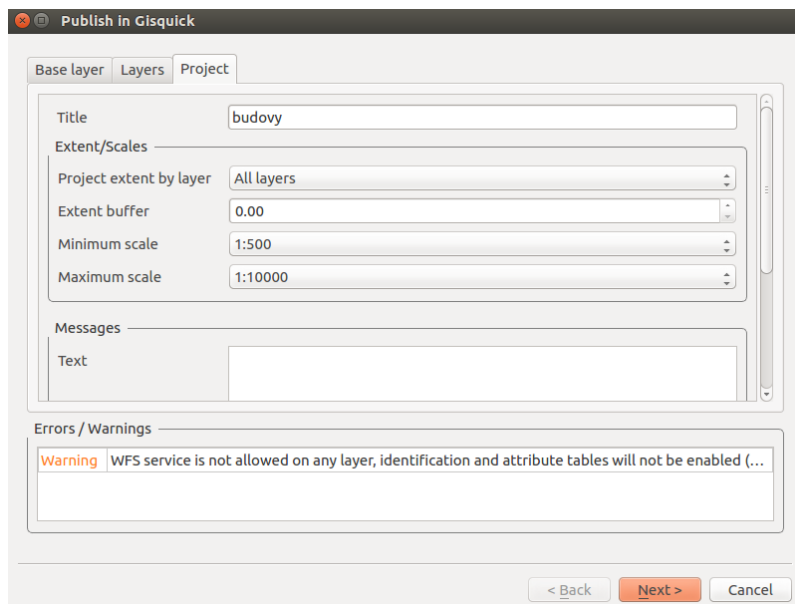 Publish in Gisquick
Base layer Layers Project
Title budovy
Extent/Scales
Project extent by layer All layers
Extent buffer 0.00
Minimum scale 1:500
Maximum scale 1:10000
Messages
Text
Errors / Warnings
Warning WFS service is not allowed on any layer, identification and attribute tables will not be enabled (...
< Back Next > Cancel